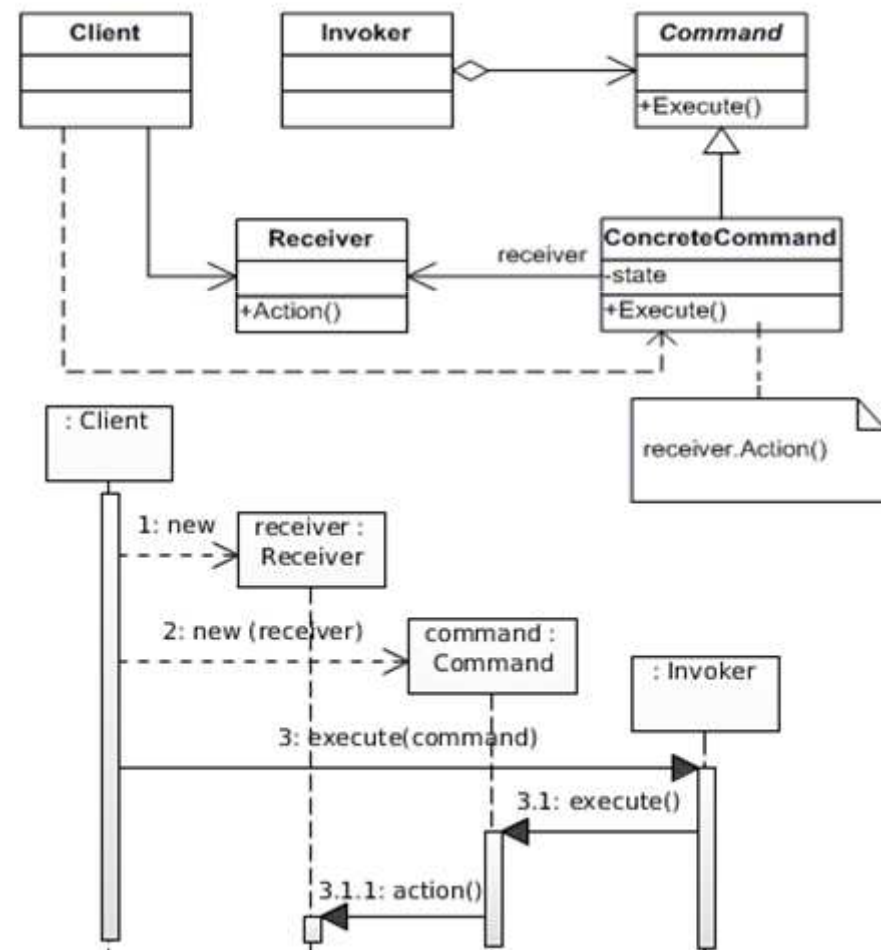 Client
Invoker
Command
+Execute()
Receiver
+Action()
receiver
ConcreteCommand
-state
+Execute()
receiver.Action()
: Client
1: new
receiver :
Receiver
2: new (receiver)
command :
Command
: Invoker
3: execute(command)
3.1: execute()
3.1.1: action()